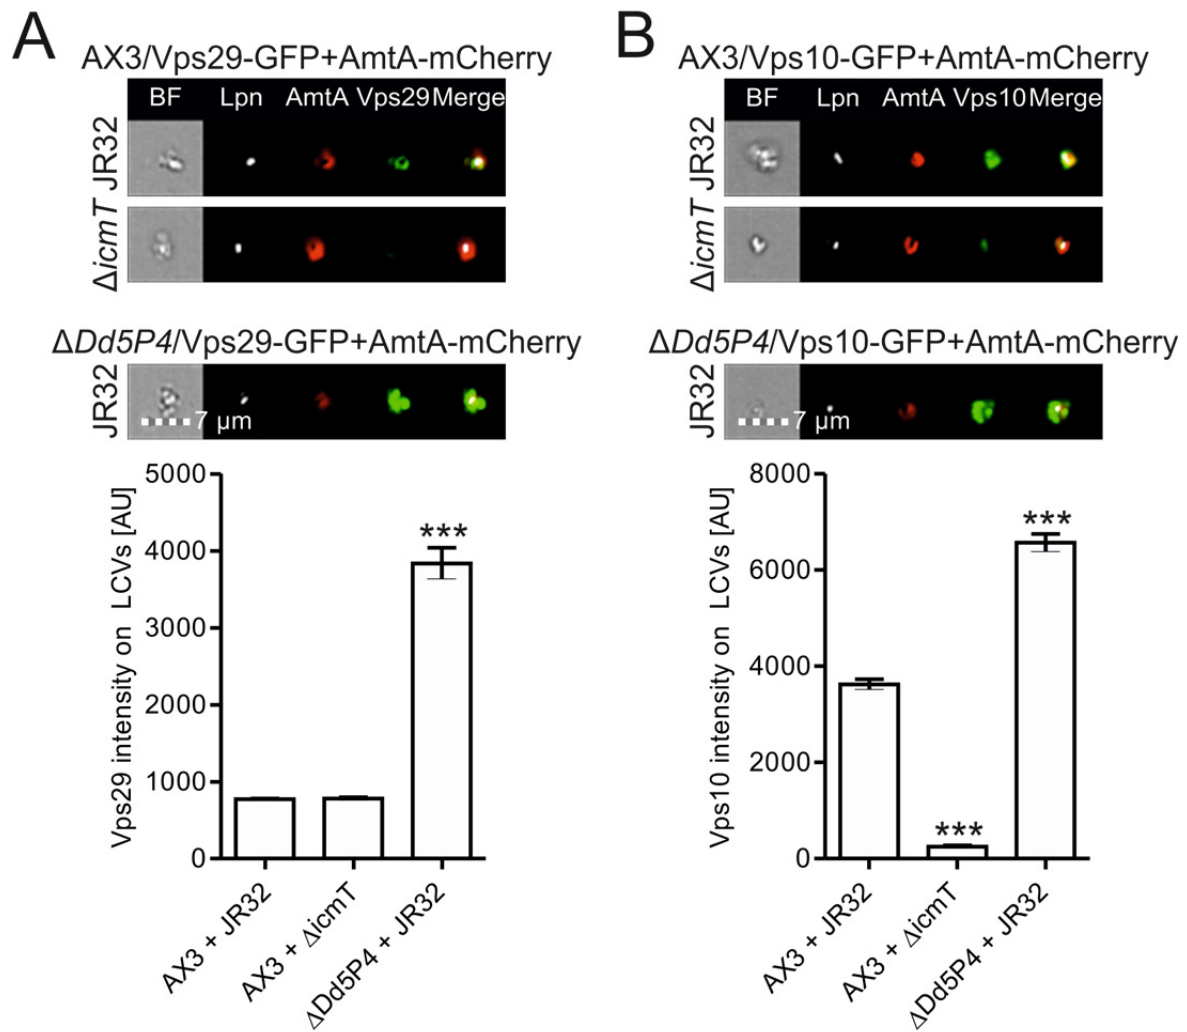 A
AX3/Vps29-GFP+AmtA-mCherry
BF Lpn AmtA Vps29 Merge
JR32
ΔicmT
ΔDd5P4/Vps29-GFP+AmtA-mCherry
JR32
7 µm
Vps29 intensity on LCVs [AU]
5000
4000
3000
2000
1000
0
***
AX3 + JR32
AX3 + ΔicmT
ΔDd5P4 + JR32
B
AX3/Vps10-GFP+AmtA-mCherry
BF Lpn AmtA Vps10 Merge
JR32
ΔicmT
ΔDd5P4/Vps10-GFP+AmtA-mCherry
JR32
7 µm
Vps10 intensity on LCVs [AU]
8000
6000
4000
2000
0
***
***
AX3 + JR32
AX3 + ΔicmT
ΔDd5P4 + JR32